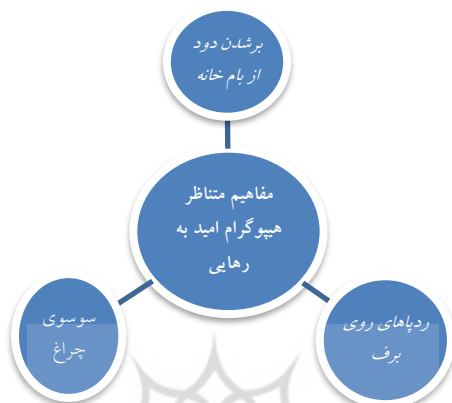 برشدن دود
از بام خانه
مفاهیم متناظر
هیپوگرام امید به
رهایی
سوسوی
چراغ
ردپاهای روی
برف